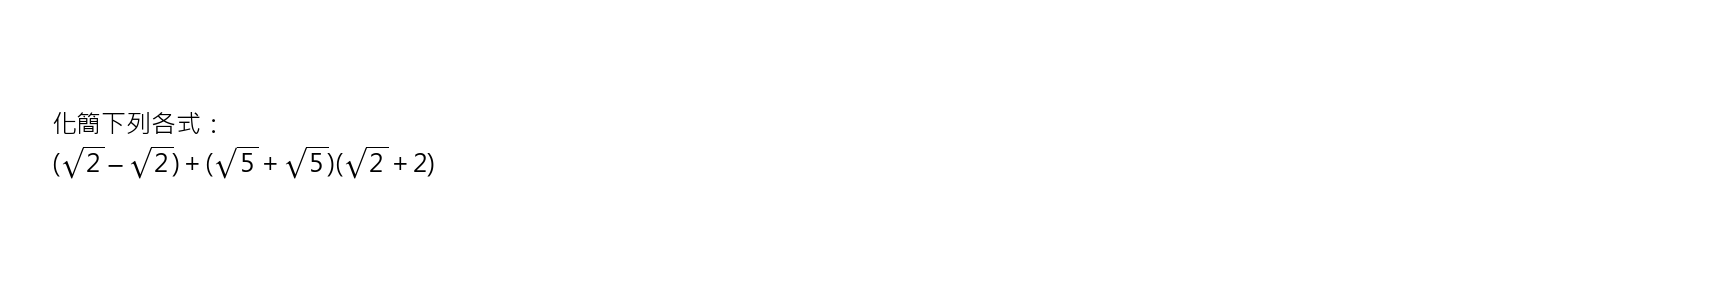 化簡下列各式：
(√2 – √2) + (√5 + √5)(√2 + 2)